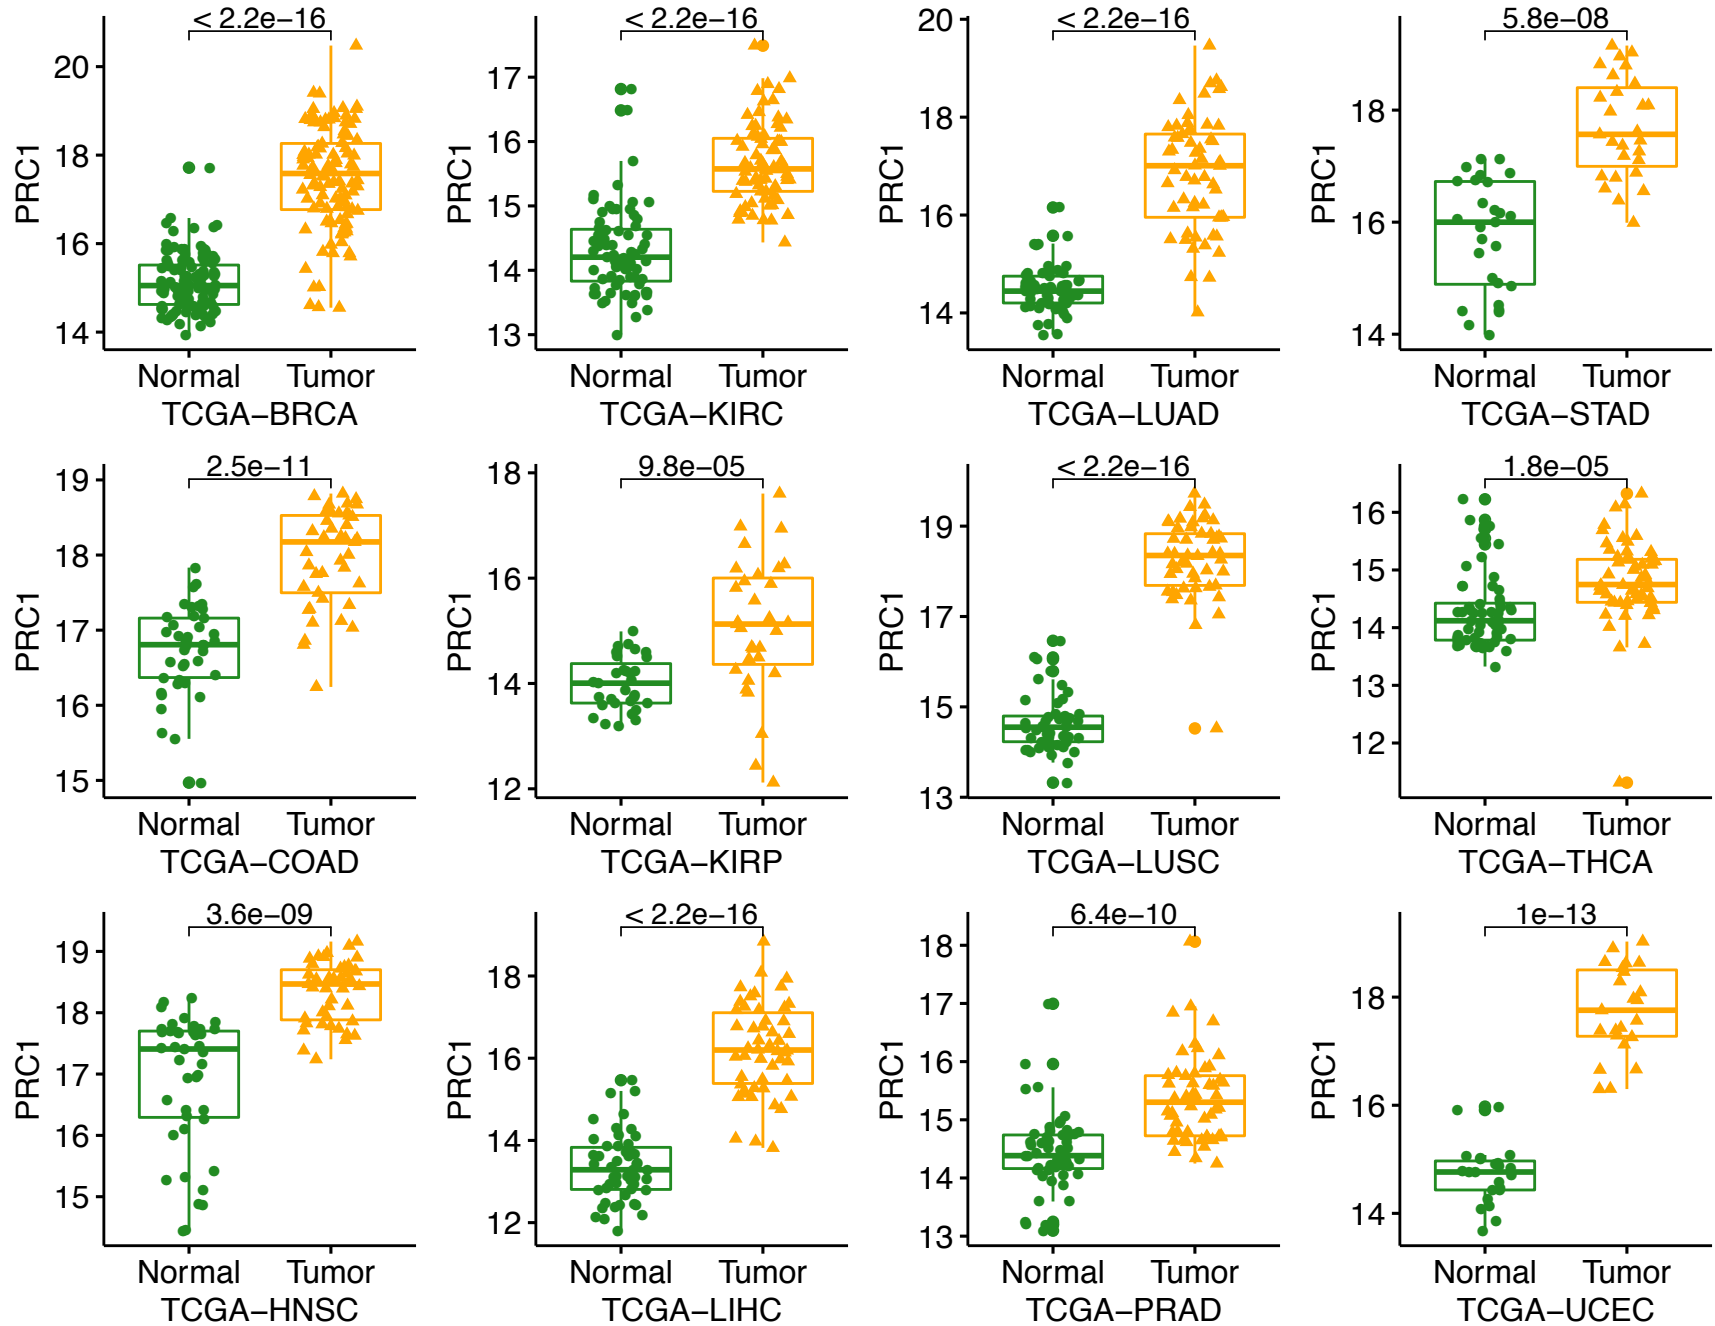 < 2.2e−16
20
18
16
14
PRC1
Normal Tumor
TCGA−BRCA
< 2.2e−16
17
16
15
14
13
PRC1
Normal Tumor
TCGA−KIRC
< 2.2e−16
20
18
16
14
PRC1
Normal Tumor
TCGA−LUAD
5.8e−08
18
16
14
PRC1
Normal Tumor
TCGA−STAD
2.5e−11
19
18
17
16
15
PRC1
Normal Tumor
TCGA−COAD
9.8e−05
18
16
14
12
PRC1
Normal Tumor
TCGA−KIRP
< 2.2e−16
19
17
15
13
PRC1
Normal Tumor
TCGA−LUSC
1.8e−05
16
15
14
13
12
PRC1
Normal Tumor
TCGA−THCA
3.6e−09
19
18
17
16
15
PRC1
Normal Tumor
TCGA−HNSC
< 2.2e−16
18
16
14
12
PRC1
Normal Tumor
TCGA−LIHC
6.4e−10
18
17
16
15
14
13
PRC1
Normal Tumor
TCGA−PRAD
1e−13
18
16
14
PRC1
Normal Tumor
TCGA−UCEC